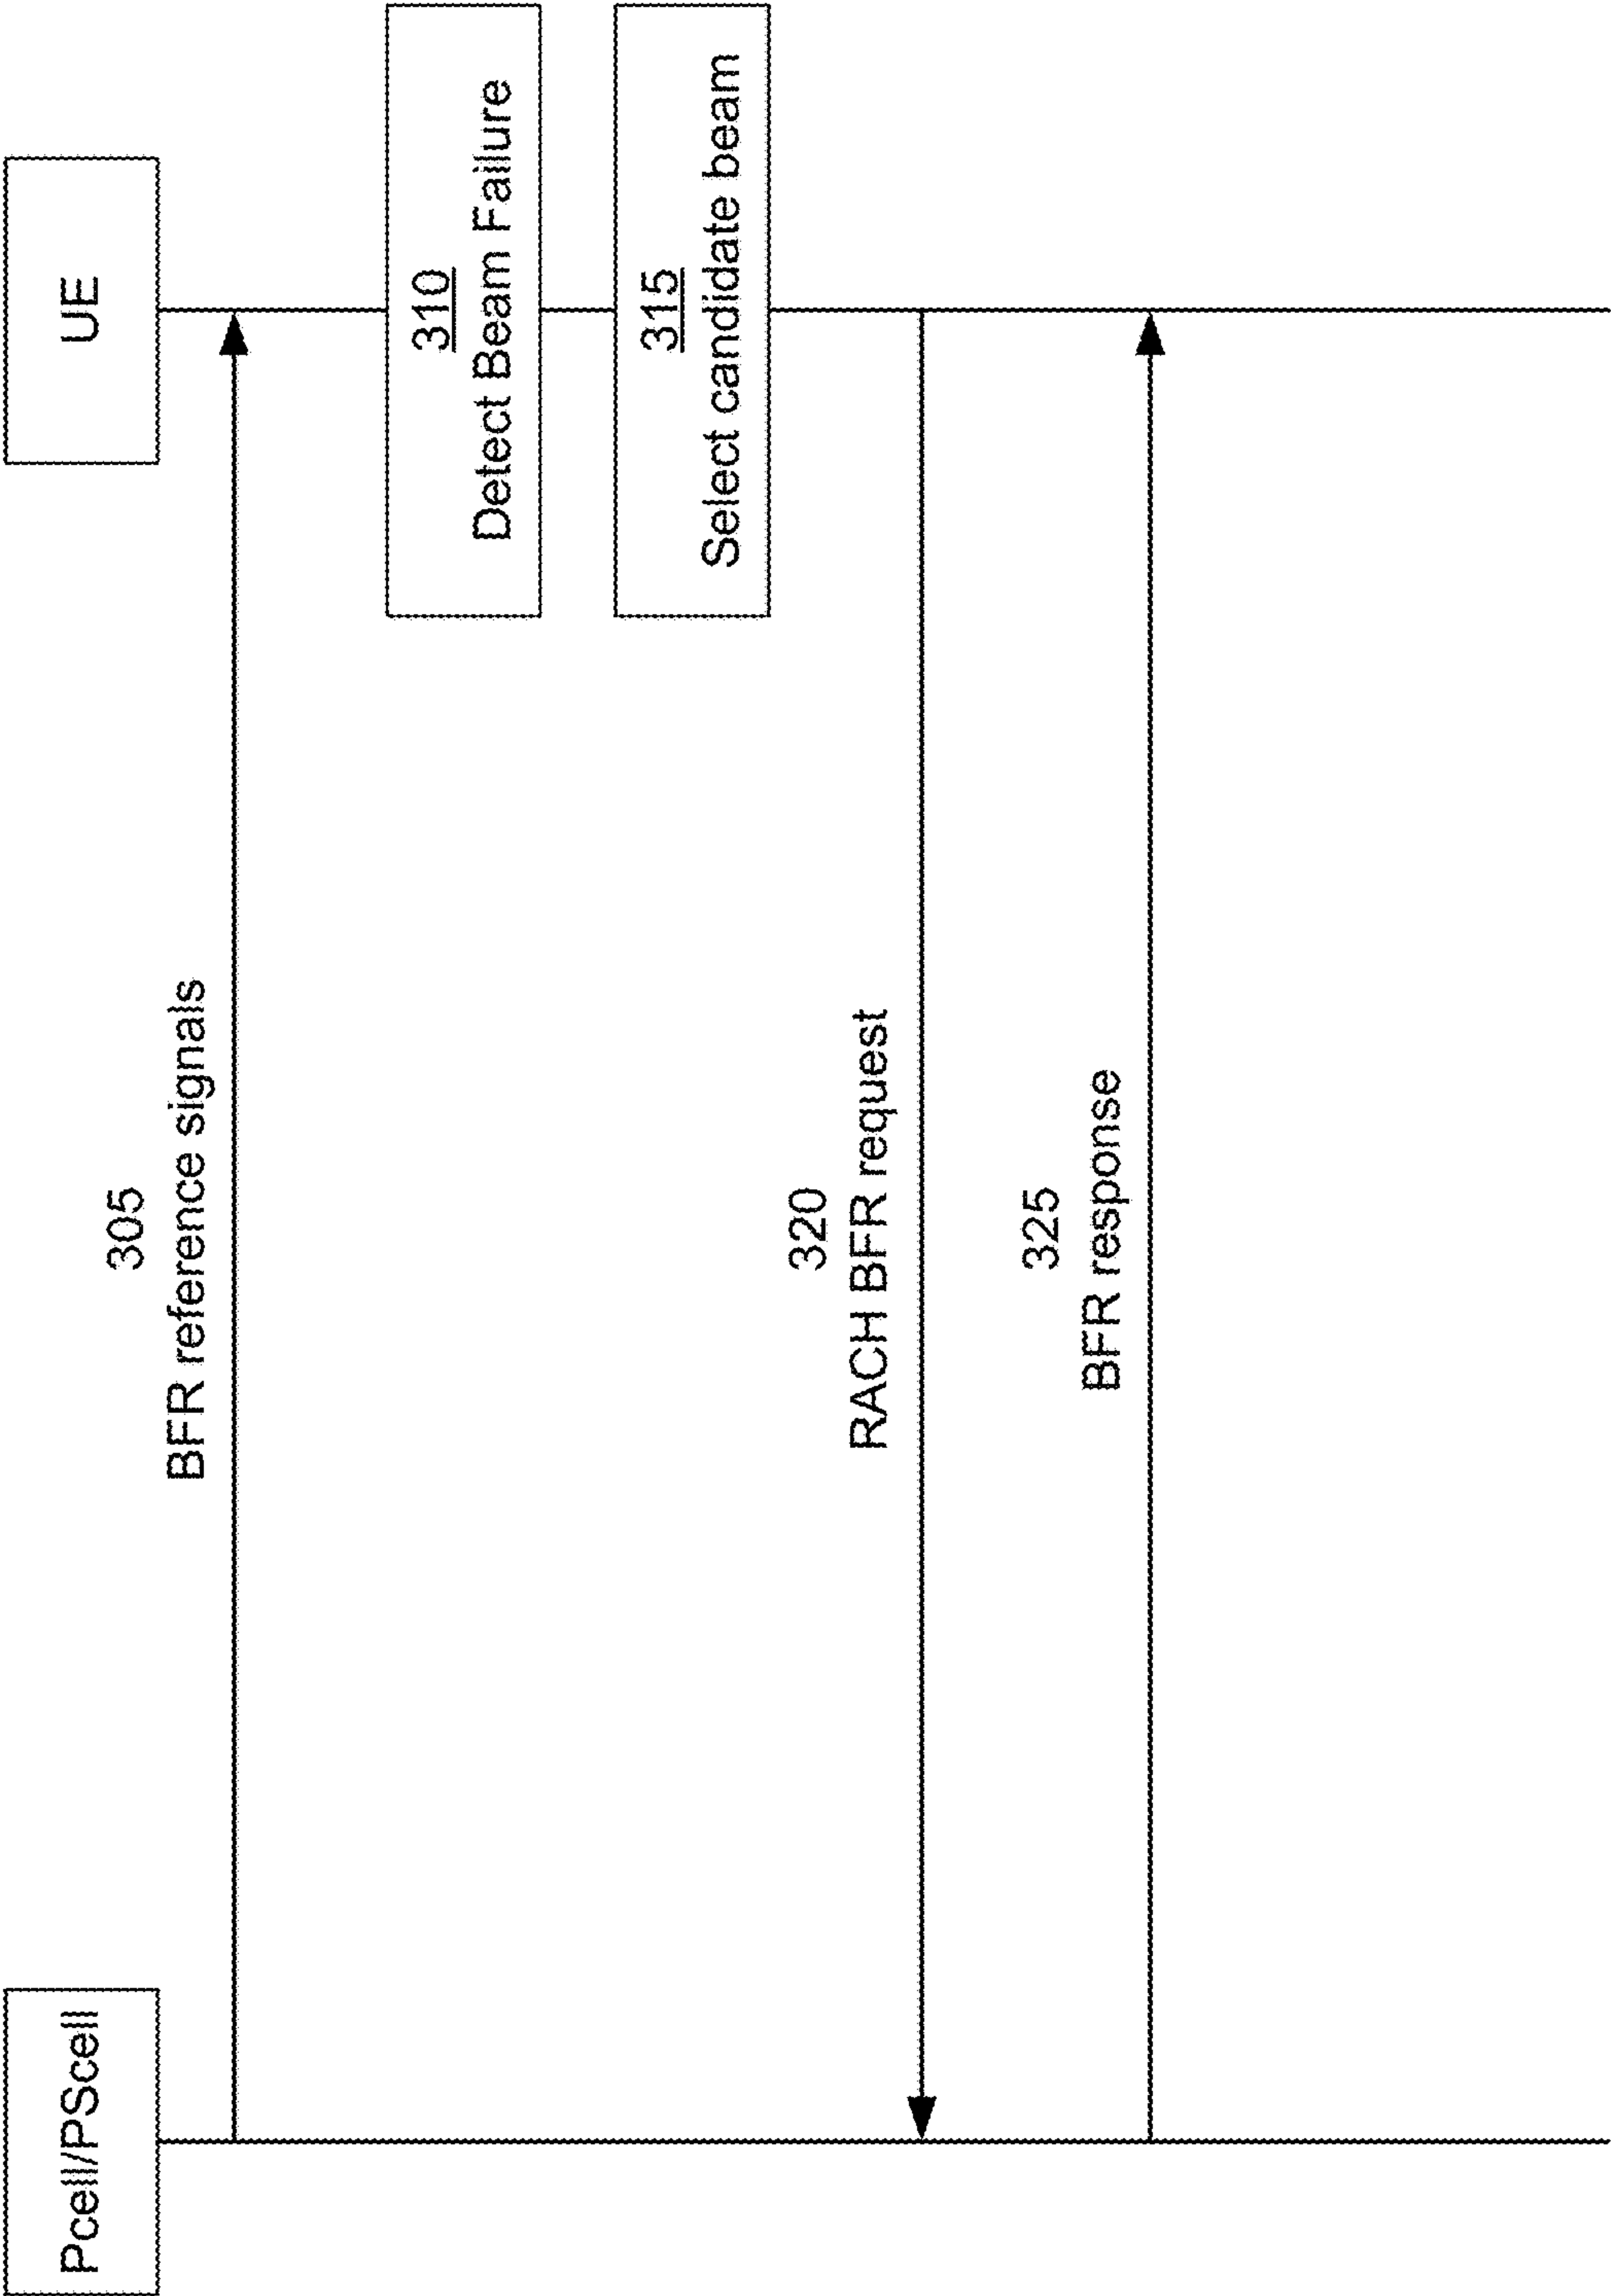 Pcell/PScell
UE
305
BFR reference signals
310
Detect Beam Failure
315
Select candidate beam
320
RACH BFR request
325
BFR response